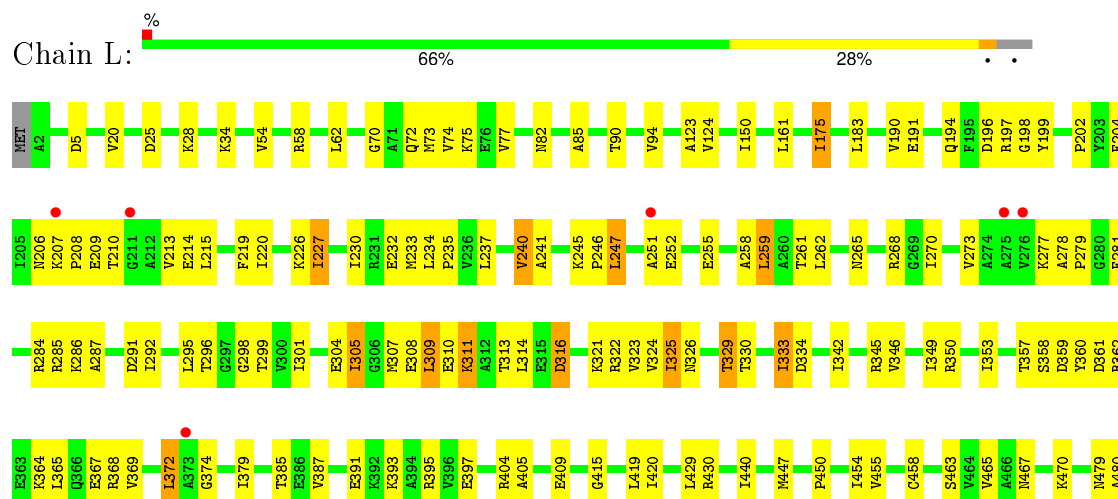 %
Chain L:
66% 28% • •
MET A2 D5 V20 D25 K28 K34 V54 R58 L62 G70 A71 Q72 M73 V74 K75 E76 V77 N82 A85 T90 V94 A123 V124 I150 L161 I175 L183 V190 E191 Q194 F195 D196 R197 G198 Y199 P202 Y203 F204
I205 N206 K207 P208 E209 T210 G211 A212 V213 E214 L215 F219 I220 K226 I227 I230 R231 E232 M233 L234 P235 V236 L237 V240 A241 K245 P246 L247 A251 E252 E255 A258 L259 A260 T261 L262 N265 R268 G269 I270 V273 A274 A275 V276 K277 A278 P279 G280 F281
R284 R285 K286 A287 D291 I292 L295 T296 G297 G298 T299 V300 I301 E304 I305 G306 M307 E308 L309 E310 K311 A312 T313 L314 E315 D316 K321 R322 V323 V324 I325 N326 T329 T330 I333 D334 I342 R345 V346 I349 R350 I353 T357 S358 D359 Y360 D361 R362
E363 K364 L365 Q366 E367 R368 V369 L372 A373 G374 I379 T385 E386 V387 E391 K392 K393 A394 R395 V396 E397 R404 A405 E409 G415 L419 I420 L429 R430 I440 M447 P450 I454 V455 C458 S463 V464 V465 A466 N467 K470 N479